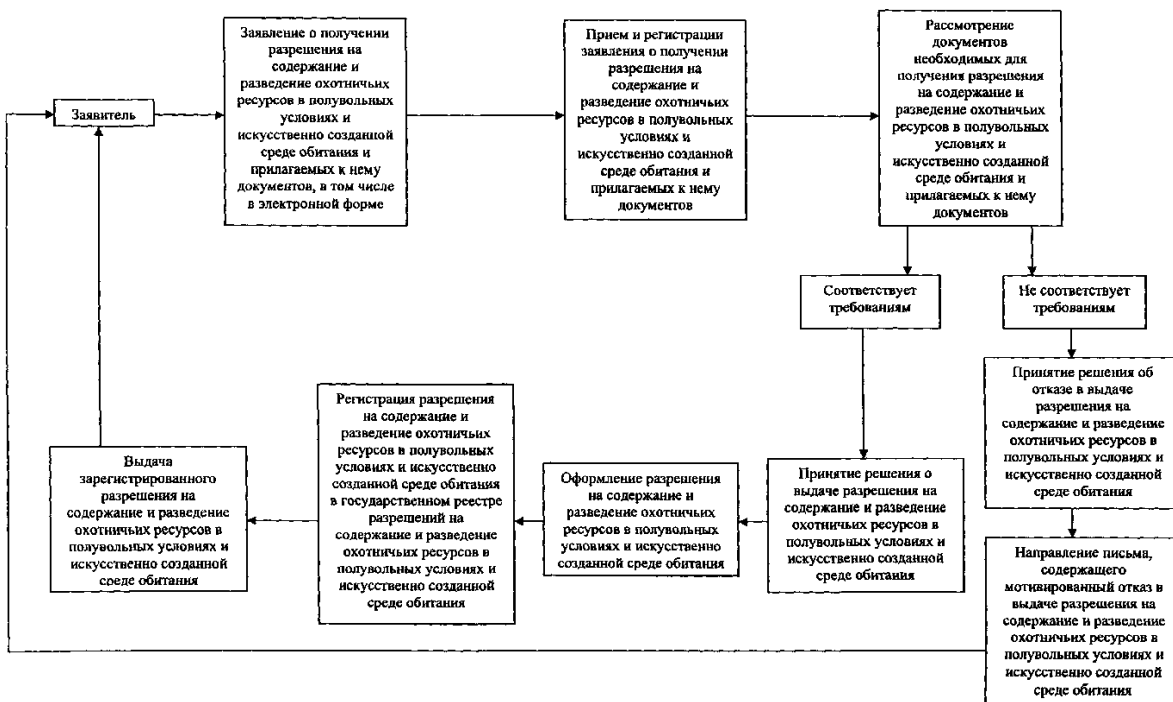 Заявитель
Заявление о получении
разрешения на
содержание и
разведение охотничьих
ресурсов в полувольных
условиях и
искусственно созданной
среде обитания и
прилагаемых к нему
документов, в том числе
в электронной форме
Прием и регистрации
заявления о получении
разрешения на
содержание и
разведение охотничьих
ресурсов в полувольных
условиях и
искусственно созданной
среде обитания и
прилагаемых к нему
документов
Рассмотрение
документов
необходимых для
получения разрешения
на содержание и
разведение охотничьих
ресурсов в полувольных
условиях и
искусственно созданной
среде обитания и
прилагаемых к нему
документов
Соответствует
требованиям
Не соответствует
требованиям
Принятие решения об
отказе в выдаче
разрешения на
содержание и разведение
охотничьих ресурсов в
полувольных условиях и
искусственно созданной
среде обитания
Направление письма,
содержащего
мотивированный отказ в
выдаче разрешения на
содержание и разведение
охотничьих ресурсов в
полувольных условиях и
искусственно созданной
среде обитания
Принятие решения о
выдаче разрешения на
содержание и разведение
охотничьих ресурсов в
полувольных условиях и
искусственно созданной
среде обитания
Оформление разрешения
на содержание и
разведение охотничьих
ресурсов в полувольных
условиях и искусственно
созданной среде обитания
Регистрация разрешения
на содержание и
разведение охотничьих
ресурсов в полувольных
условиях и искусственно
созданной среде обитания
в государственном реестре
разрешений на
содержание и разведение
охотничьих ресурсов в
полувольных условиях и
искусственно созданной
среде обитания
Выдача
зарегистрированного
разрешения на
содержание и разведение
охотничьих ресурсов в
полувольных условиях и
искусственно созданной
среде обитания